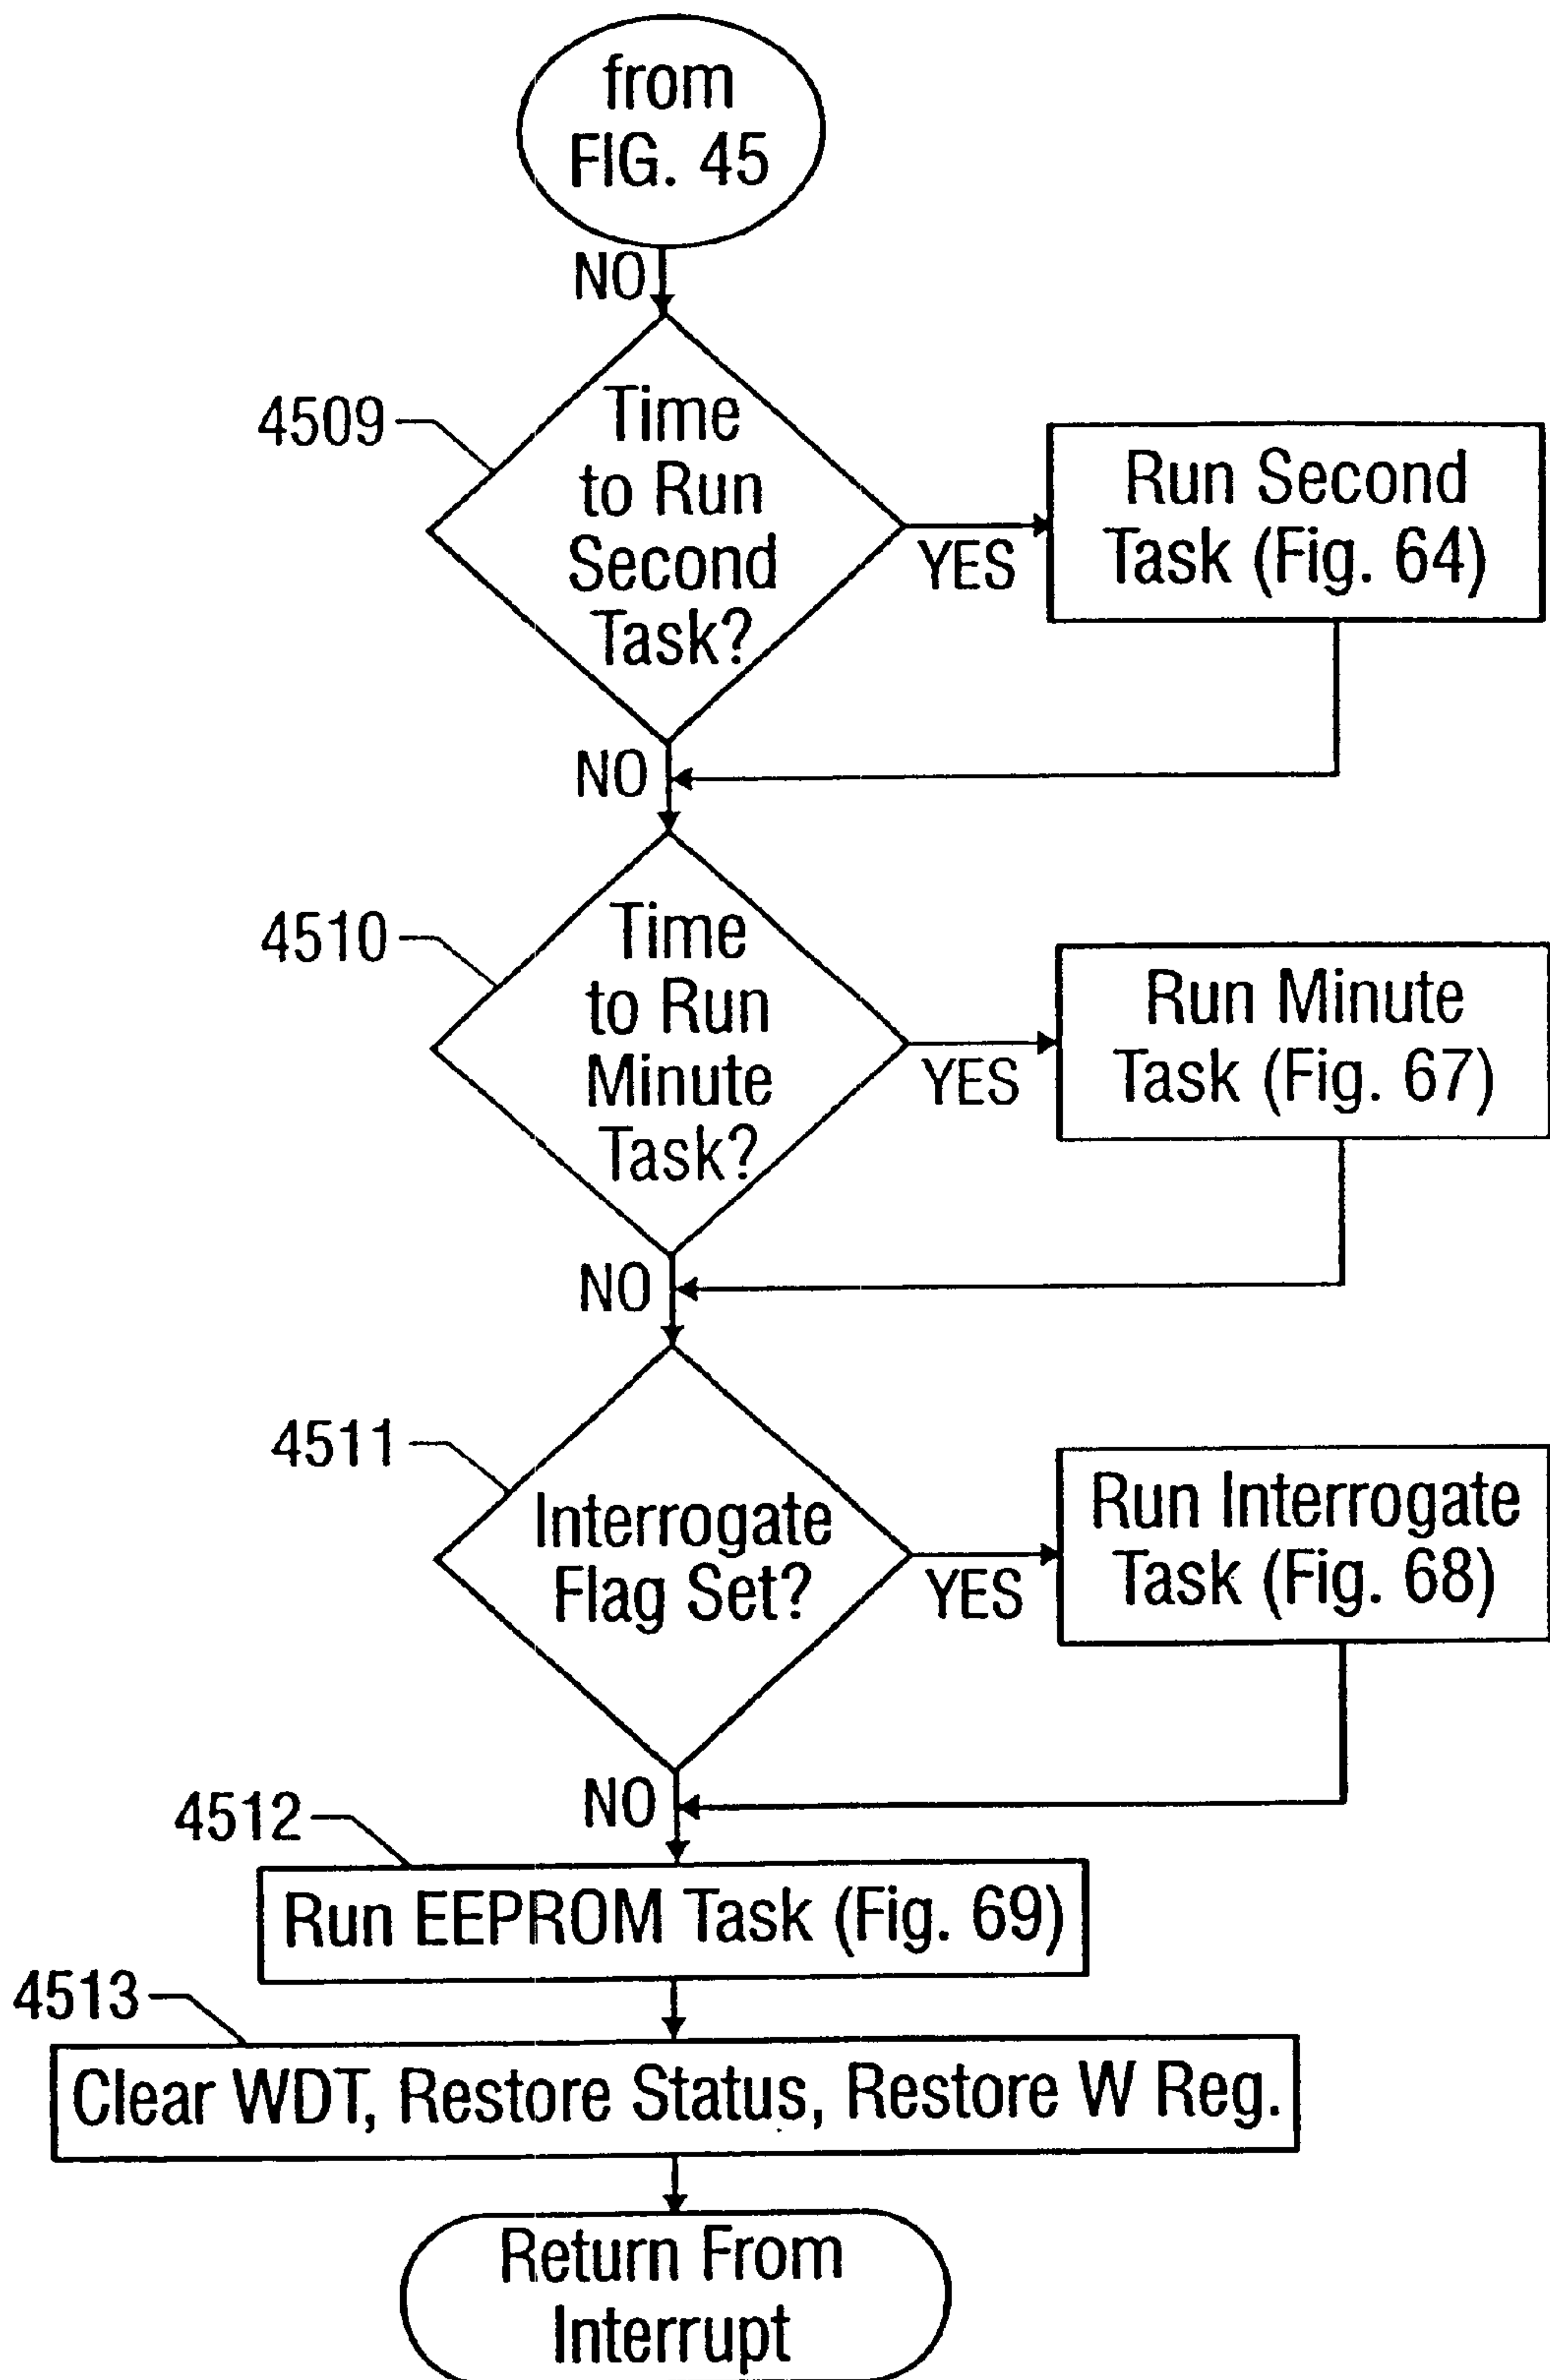 from
FIG. 45
NO
4509
Time
to Run
Second
Task?
YES
Run Second
Task (Fig. 64)
NO
4510
Time
to Run
Minute
Task?
YES
Run Minute
Task (Fig. 67)
NO
4511
Interrogate
Flag Set?
YES
Run Interrogate
Task (Fig. 68)
NO
4512
Run EEPROM Task (Fig. 69)
4513
Clear WDT, Restore Status, Restore W Reg.
Return From
Interrupt